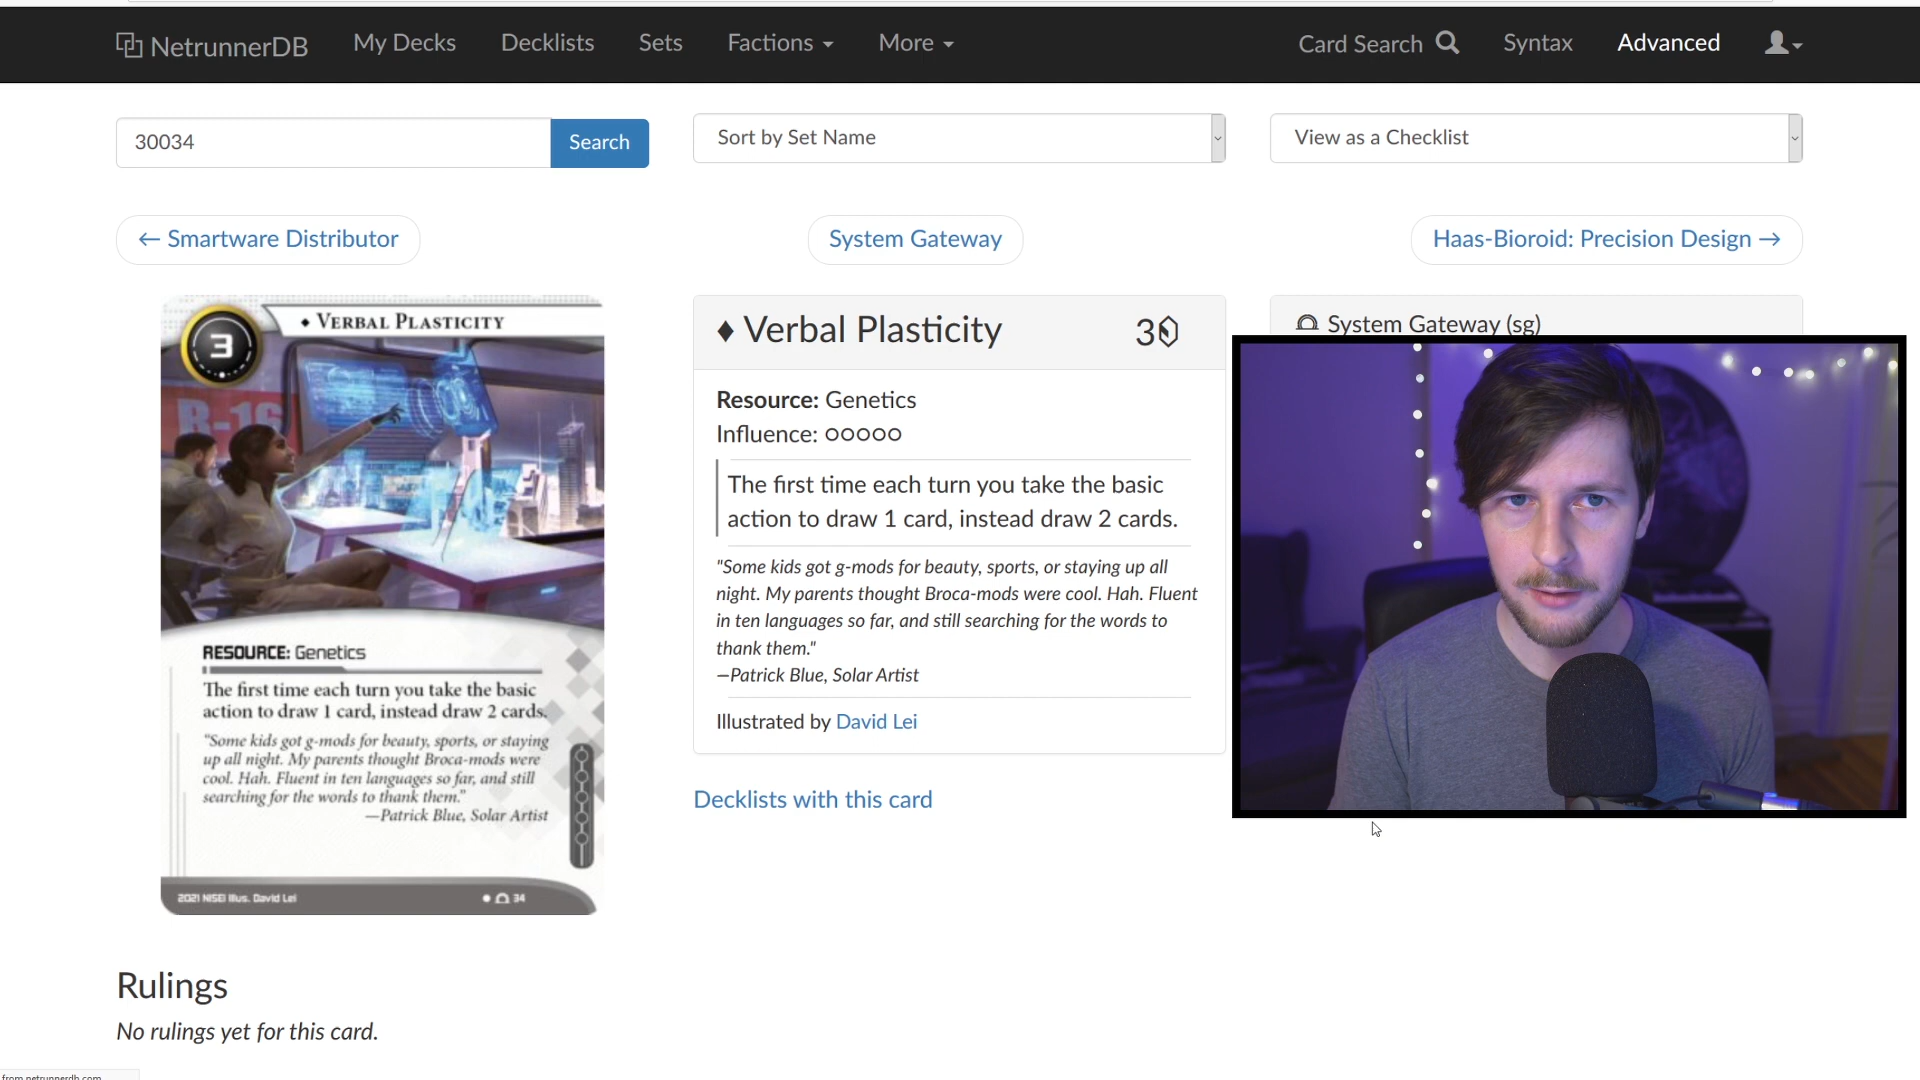 NetrunnerDB My Decks Decklists Sets Factions More Card Search Syntax Advanced
30034 Search Sort by Set Name View as a Checklist
← Smartware Distributor System Gateway Haas-Bioroid: Precision Design →
3
♦ VERBAL PLASTICITY
R-16
RESOURCE: Genetics
The first time each turn you take the basic
action to draw 1 card, instead draw 2 cards.
"Some kids got g-mods for beauty, sports, or staying
up all night. My parents thought Broca-mods were
cool. Hah. Fluent in ten languages so far, and still
searching for the words to thank them."
—Patrick Blue, Solar Artist
2021 NISEI Illus. David Lei 34
♦ Verbal Plasticity 3
Resource: Genetics
Influence: ○○○○○
The first time each turn you take the basic
action to draw 1 card, instead draw 2 cards.
"Some kids got g-mods for beauty, sports, or staying up all
night. My parents thought Broca-mods were cool. Hah. Fluent
in ten languages so far, and still searching for the words to
thank them."
—Patrick Blue, Solar Artist
Illustrated by David Lei
Decklists with this card
System Gateway (sg)
Rulings
No rulings yet for this card.
from netrunnerdb.com